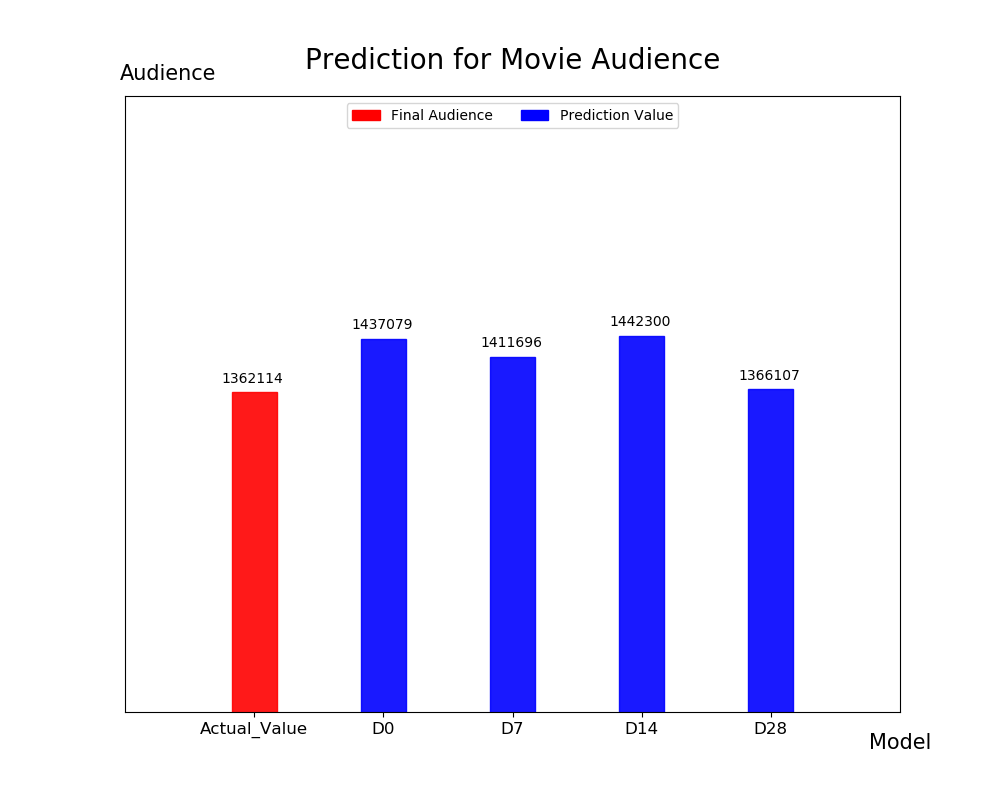 Prediction for Movie Audience
Audience
Final Audience
Prediction Value
1362114
1437079
1411696
1442300
1366107
Actual_Value
D0
D7
D14
D28
Model